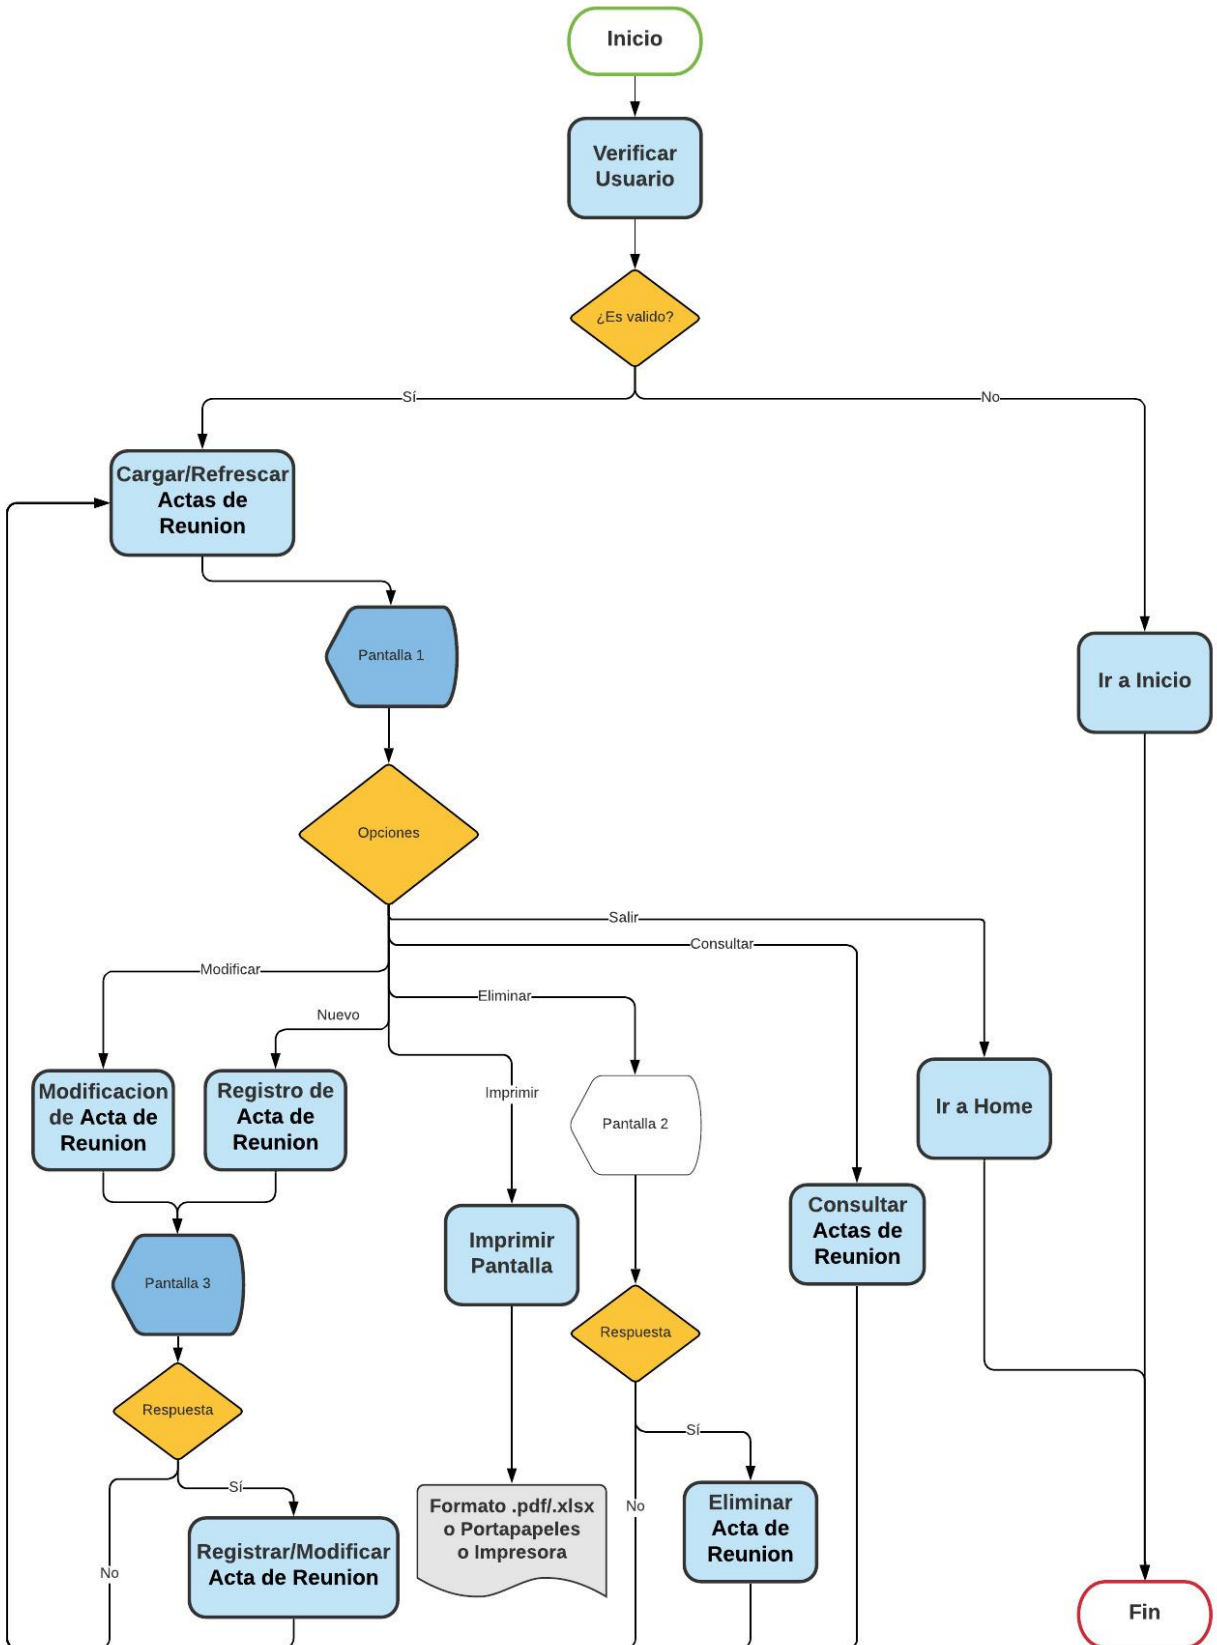 Inicio
Verificar
Usuario
¿Es valido?
Sí
No
Cargar/Refrescar
Actas de
Reunion
Pantalla 1
Ir a Inicio
Opciones
Salir
Consultar
Modificar
Eliminar
Nuevo
Imprimir
Modificacion
de Acta de
Reunion
Registro de
Acta de
Reunion
Pantalla 2
Ir a Home
Consultar
Actas de
Reunion
Imprimir
Pantalla
Pantalla 3
Respuesta
Respuesta
Sí
Sí
No
No
Formato .pdf/.xlsx
o Portapapeles
o Impresora
Eliminar
Acta de
Reunion
Registrar/Modificar
Acta de Reunion
Fin